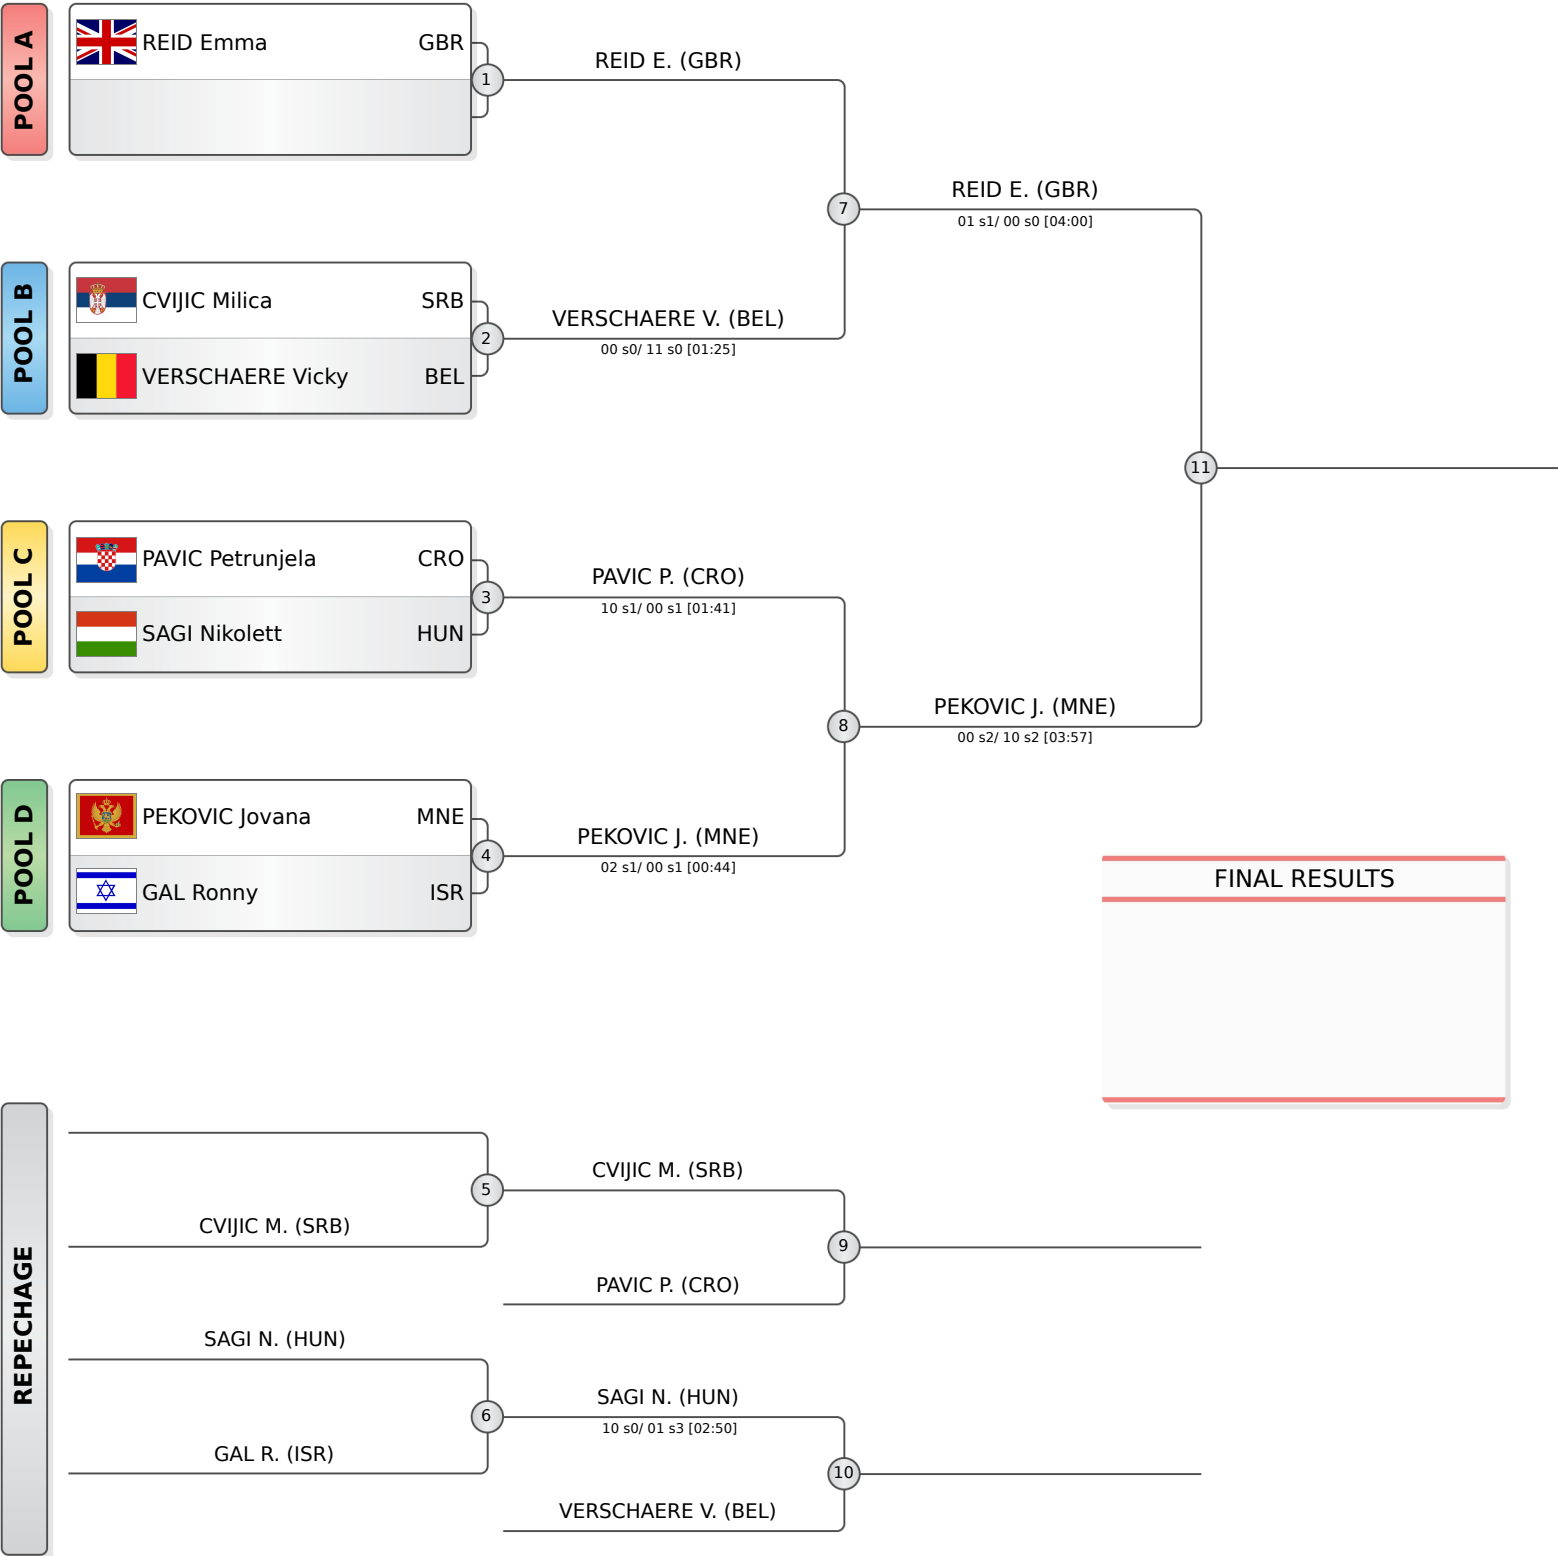 POOL A
REID Emma GBR
1
REID E. (GBR)
7
REID E. (GBR)
01 s1/ 00 s0 [04:00]
POOL B
CVIJIC Milica SRB
VERSCHAERE Vicky BEL
2
VERSCHAERE V. (BEL)
00 s0/ 11 s0 [01:25]
11
POOL C
PAVIC Petrunjela CRO
SAGI Nikolett HUN
3
PAVIC P. (CRO)
10 s1/ 00 s1 [01:41]
8
PEKOVIC J. (MNE)
00 s2/ 10 s2 [03:57]
POOL D
PEKOVIC Jovana MNE
GAL Ronny ISR
4
PEKOVIC J. (MNE)
02 s1/ 00 s1 [00:44]
FINAL RESULTS
REPECHAGE
CVIJIC M. (SRB)
5
CVIJIC M. (SRB)
9
PAVIC P. (CRO)
SAGI N. (HUN)
GAL R. (ISR)
6
SAGI N. (HUN)
10 s0/ 01 s3 [02:50]
10
VERSCHAERE V. (BEL)